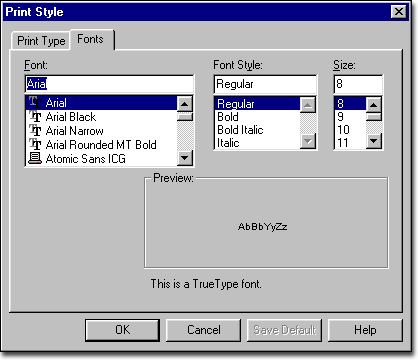 Print Style
Print Type Fonts
Font: Font Style: Size:
Arial Regular 8
Arial Regular 8
Arial Black Bold 9
Arial Narrow Bold Italic 10
Arial Rounded MT Bold Italic 11
Atomic Sans ICG
Preview:
AbBbYyZz
This is a TrueType font.
OK Cancel Save Default Help